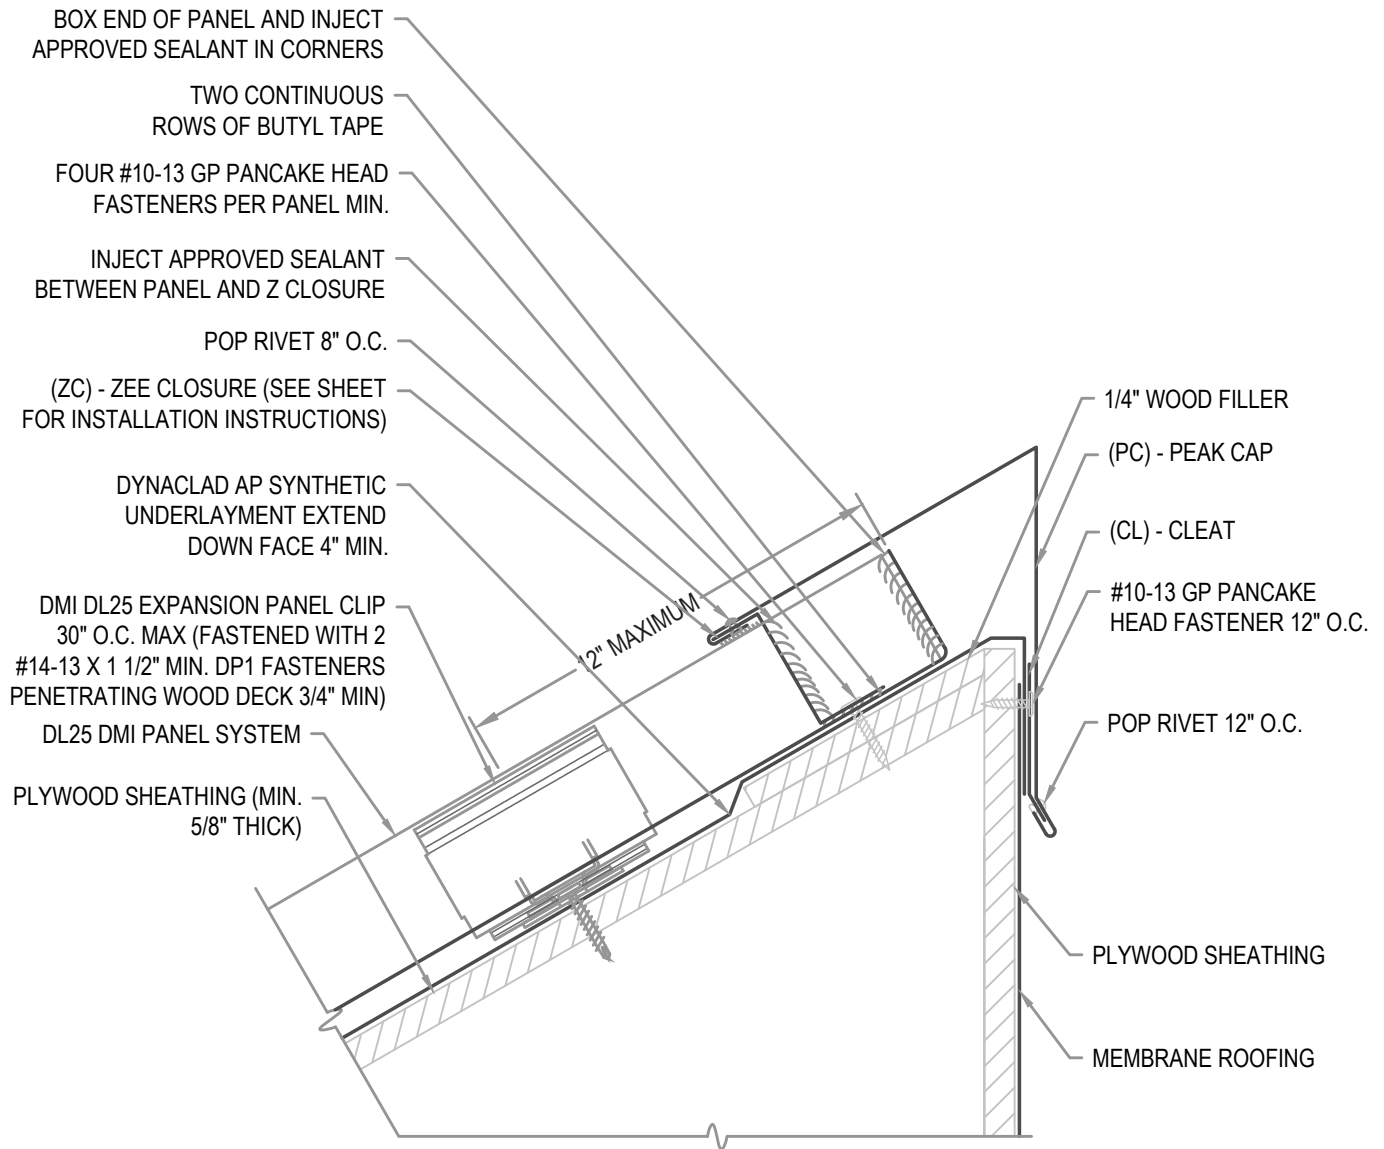 BOX END OF PANEL AND INJECT
APPROVED SEALANT IN CORNERS
TWO CONTINUOUS
ROWS OF BUTYL TAPE
FOUR #10-13 GP PANCAKE HEAD
FASTENERS PER PANEL MIN.
INJECT APPROVED SEALANT
BETWEEN PANEL AND Z CLOSURE
POP RIVET 8" O.C.
(ZC) - ZEE CLOSURE (SEE SHEET
FOR INSTALLATION INSTRUCTIONS)
DYNACLAD AP SYNTHETIC
UNDERLAYMENT EXTEND
DOWN FACE 4" MIN.
DMI DL25 EXPANSION PANEL CLIP
30" O.C. MAX (FASTENED WITH 2
#14-13 X 1 1/2" MIN. DP1 FASTENERS
PENETRATING WOOD DECK 3/4" MIN)
DL25 DMI PANEL SYSTEM
PLYWOOD SHEATHING (MIN.
5/8" THICK)
12" MAXIMUM
1/4" WOOD FILLER
(PC) - PEAK CAP
(CL) - CLEAT
#10-13 GP PANCAKE
HEAD FASTENER 12" O.C.
POP RIVET 12" O.C.
PLYWOOD SHEATHING
MEMBRANE ROOFING